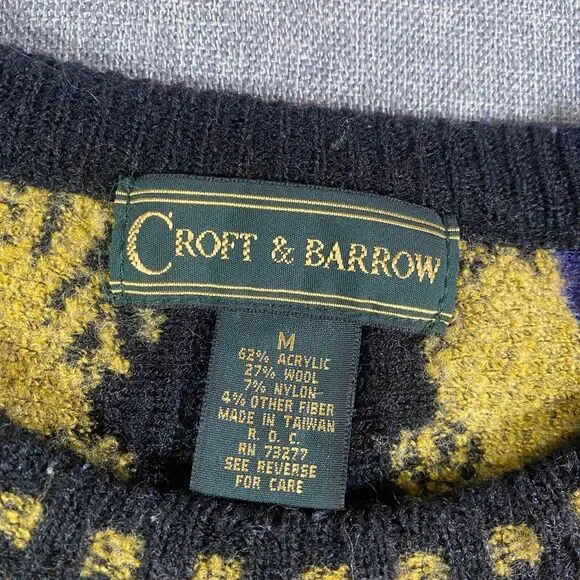 CROFT & BARROW
M
62% ACRYLIC
27% WOOL
7% NYLON
4% OTHER FIBER
MADE IN TAIWAN
R. O. C.
RN 73277
SEE REVERSE
FOR CARE